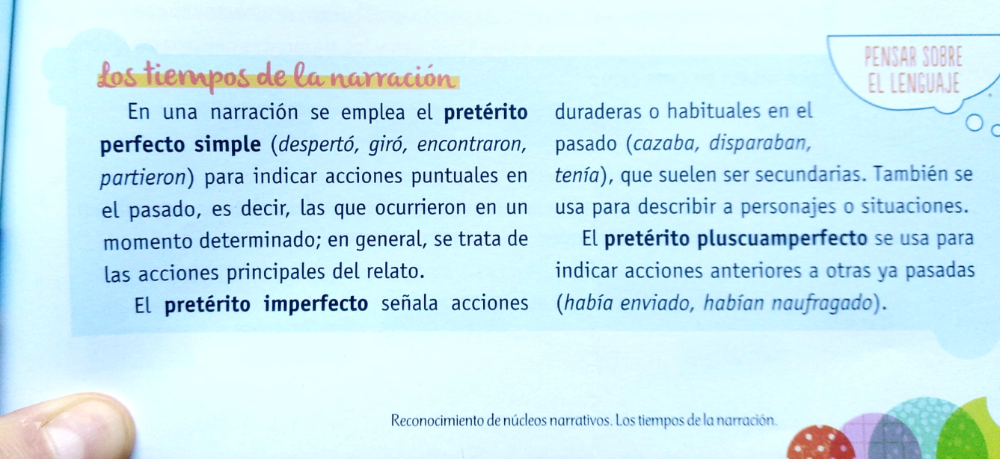 Los tiempos de la narración
En una narración se emplea el pretérito
perfecto simple (despertó, giró, encontraron,
partieron) para indicar acciones puntuales en
el pasado, es decir, las que ocurrieron en un
momento determinado; en general, se trata de
las acciones principales del relato.
El pretérito imperfecto señala acciones
duraderas o habituales en el
pasado (cazaba, disparaban,
tenía), que suelen ser secundarias. También se
usa para describir a personajes o situaciones.
El pretérito pluscuamperfecto se usa para
indicar acciones anteriores a otras ya pasadas
(había enviado, habían naufragado).
PENSAR SOBRE
EL LENGUAJE
Reconocimiento de núcleos narrativos. Los tiempos de la narración.